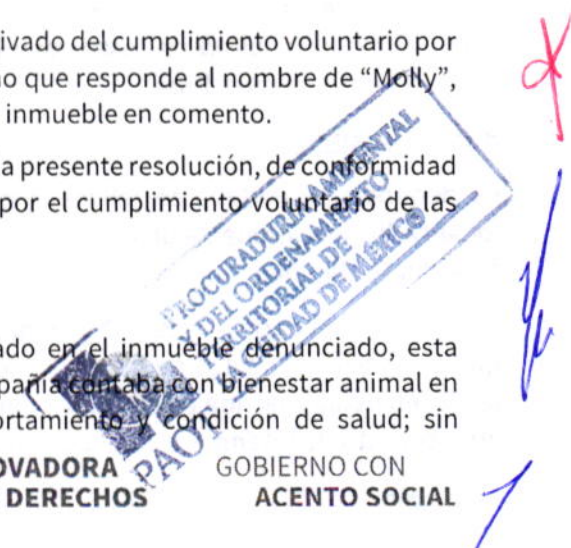 ivado del cumplimiento voluntario por
no que responde al nombre de “Molly”,
inmueble en comento.
a presente resolución, de conformidad
por el cumplimiento voluntario de las
PROCURADURÍA AMBIENTAL
Y DEL ORDENAMIENTO
TERRITORIAL DE
LA CIUDAD DE MÉXICO
PAOT
ado en el inmueble denunciado, esta
pañía contaba con bienestar animal en
ortamiento y condición de salud; sin
OVADORA GOBIERNO CON
DERECHOS ACENTO SOCIAL